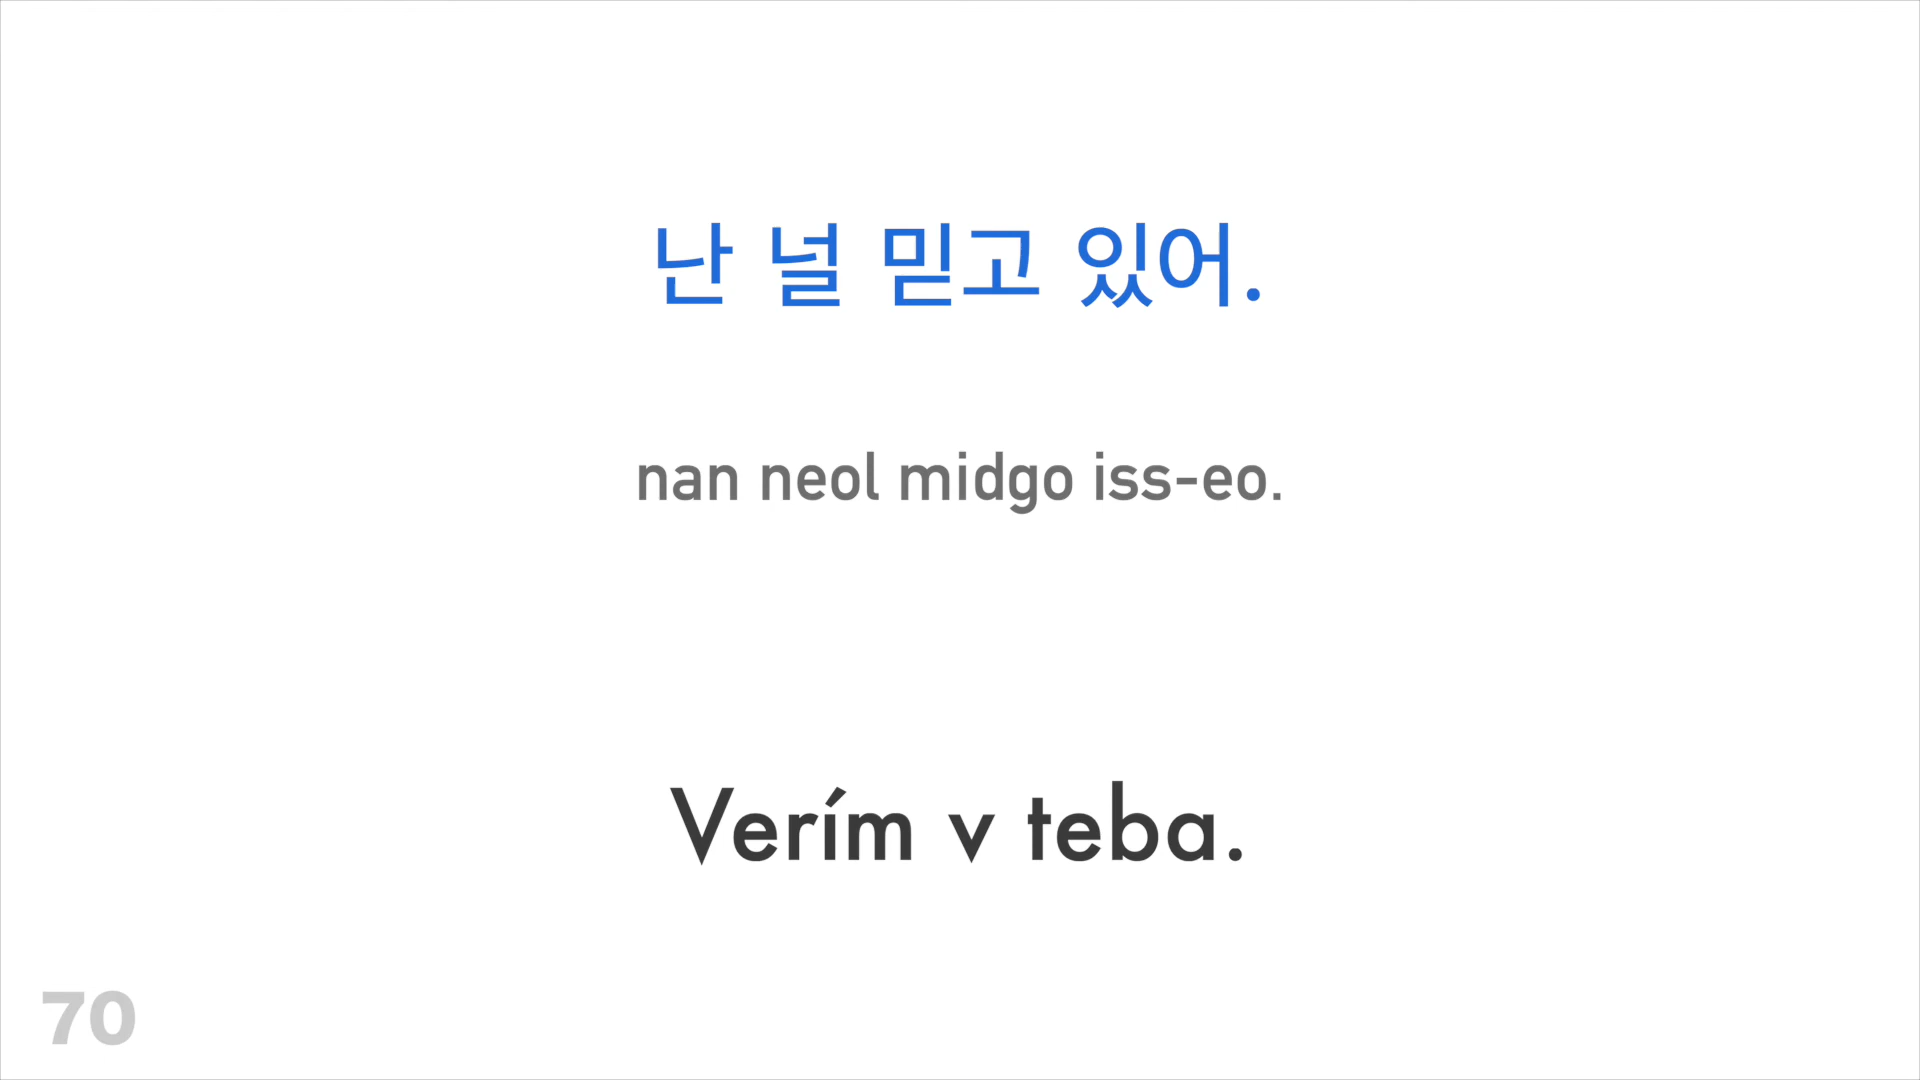 난 널 믿고 있어.
nan neol midgo iss-eo.
Verím v teba.
70